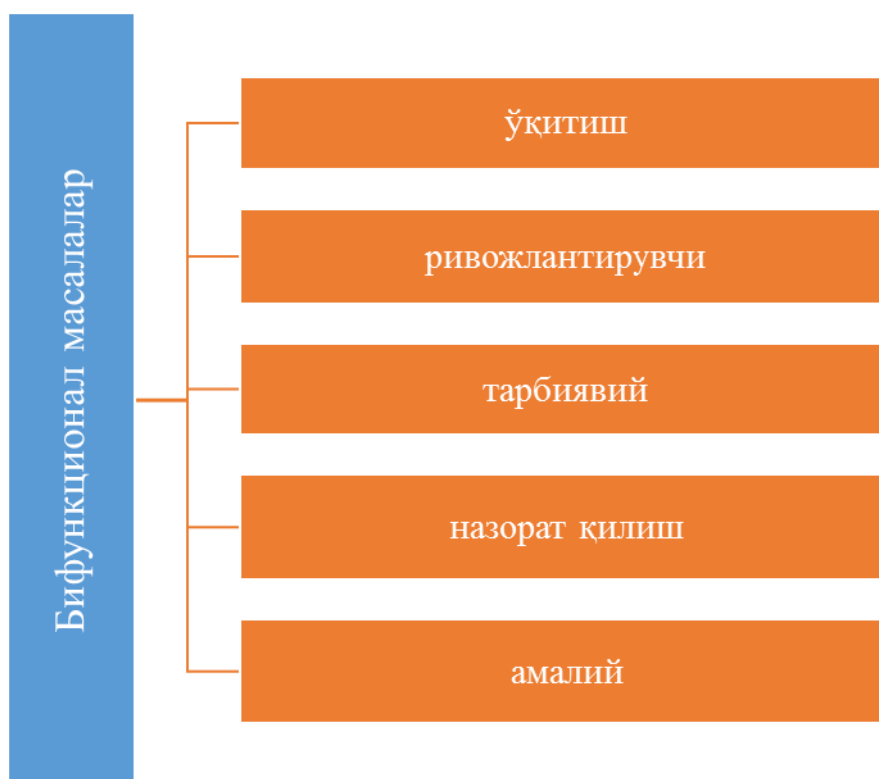 Бифункционал масалалар
ўқитиш
ривожлантирувчи
тарбиявий
назорат қилиш
амалий